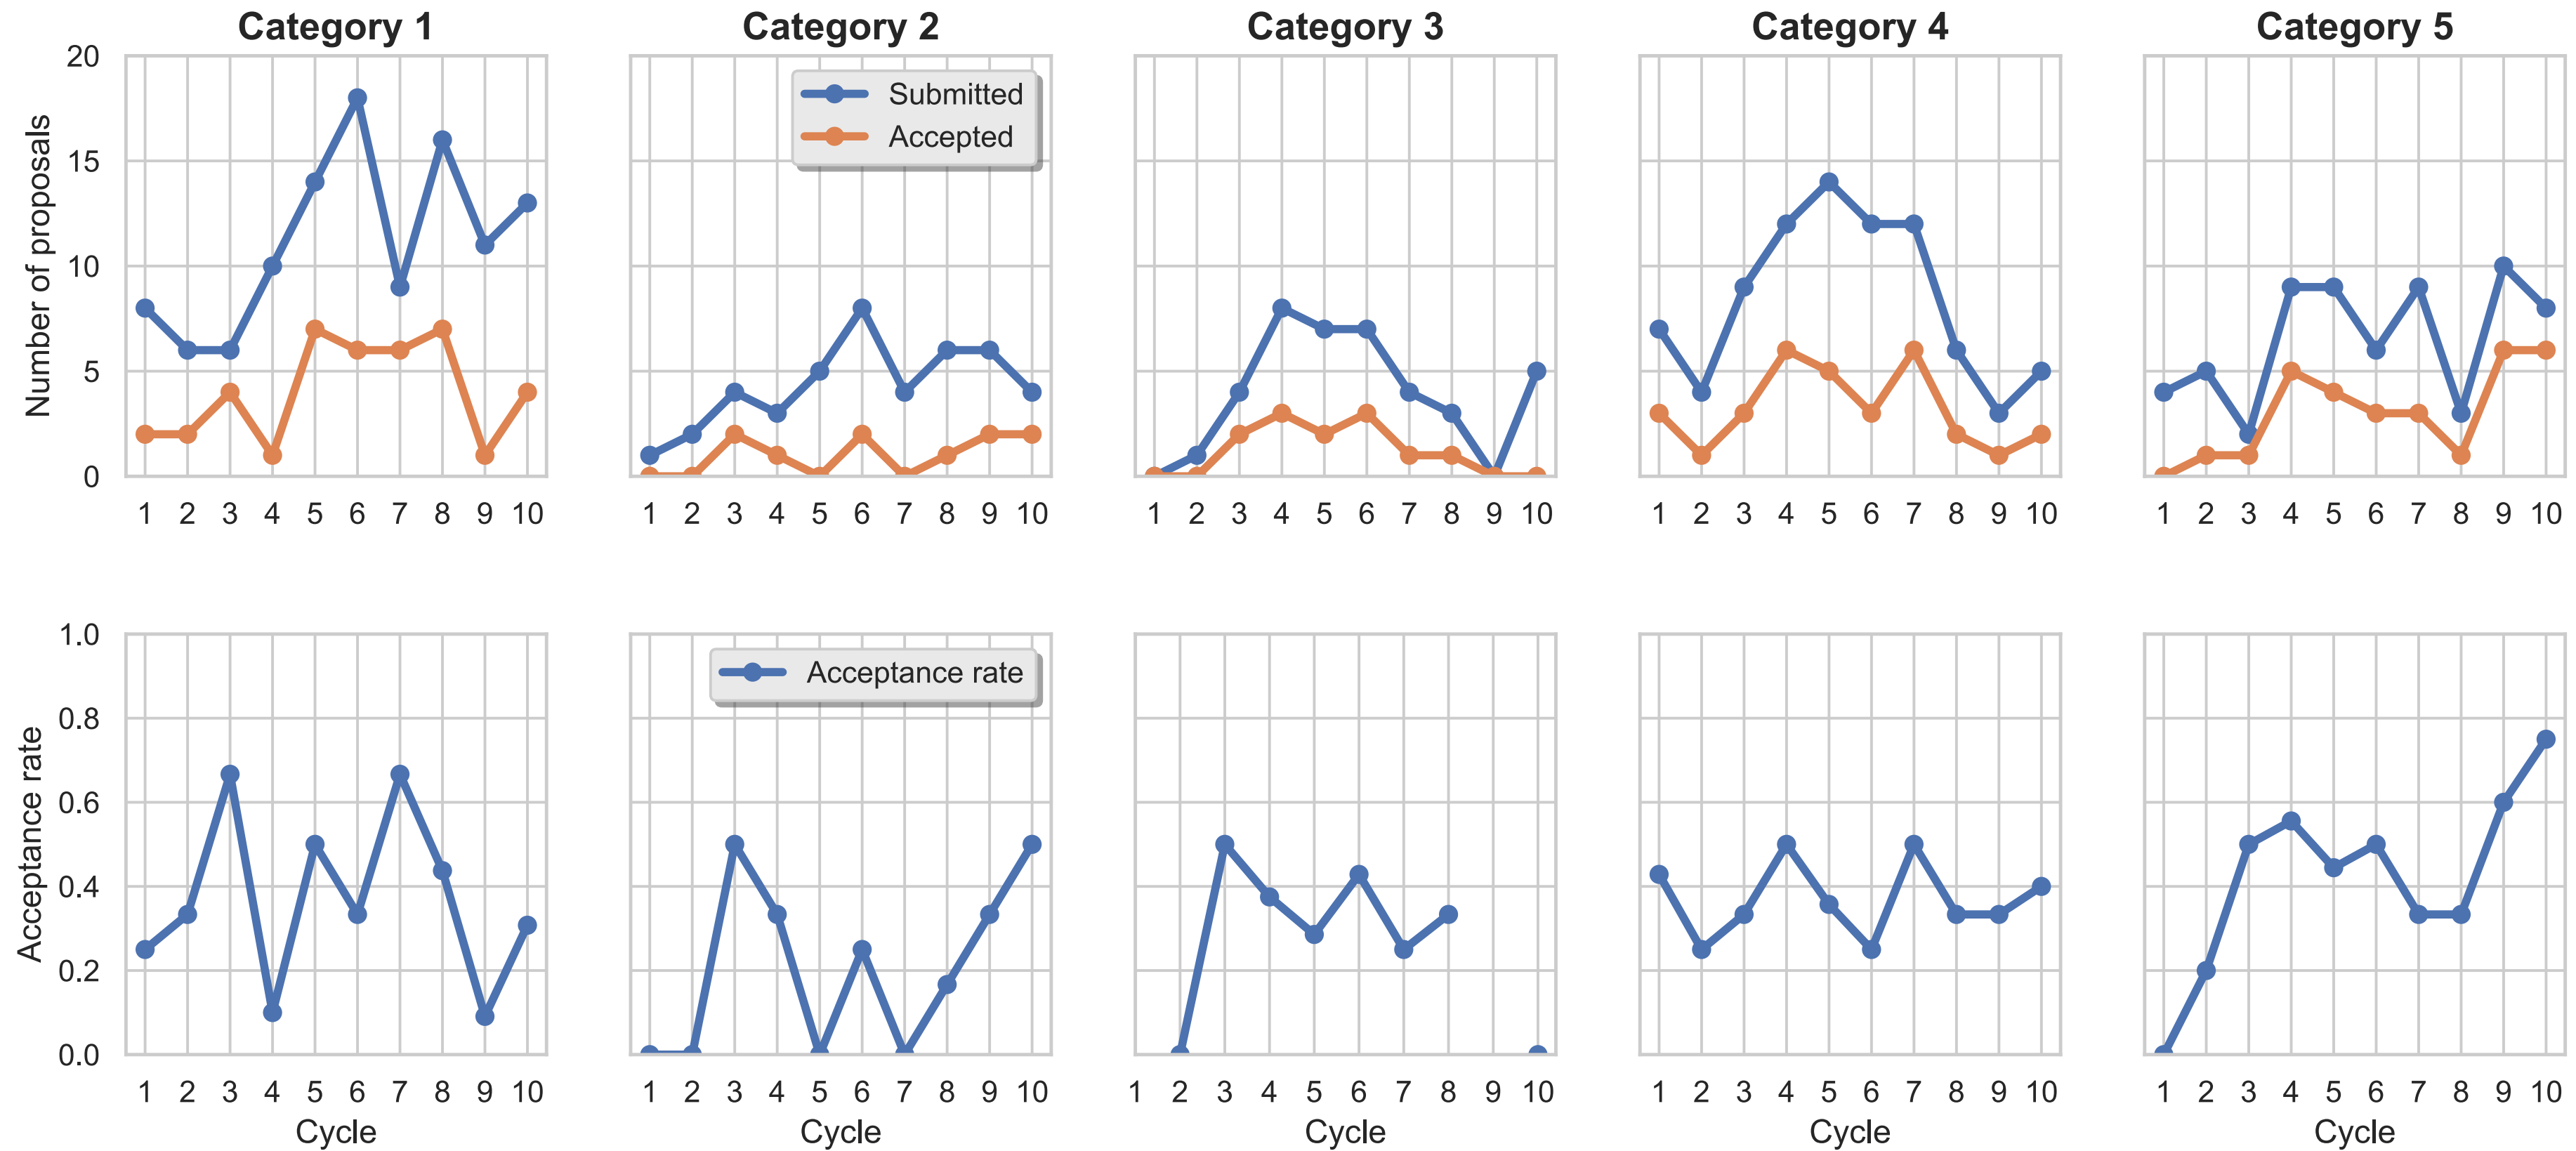 Category 1
Category 2
Category 3
Category 4
Category 5
Number of proposals
20
15
10
5
0
Submitted
Accepted
1 2 3 4 5 6 7 8 9 10
1 2 3 4 5 6 7 8 9 10
1 2 3 4 5 6 7 8 9 10
1 2 3 4 5 6 7 8 9 10
1 2 3 4 5 6 7 8 9 10
Acceptance rate
1.0
0.8
0.6
0.4
0.2
0.0
Acceptance rate
1 2 3 4 5 6 7 8 9 10
1 2 3 4 5 6 7 8 9 10
1 2 3 4 5 6 7 8 9 10
1 2 3 4 5 6 7 8 9 10
1 2 3 4 5 6 7 8 9 10
Cycle
Cycle
Cycle
Cycle
Cycle